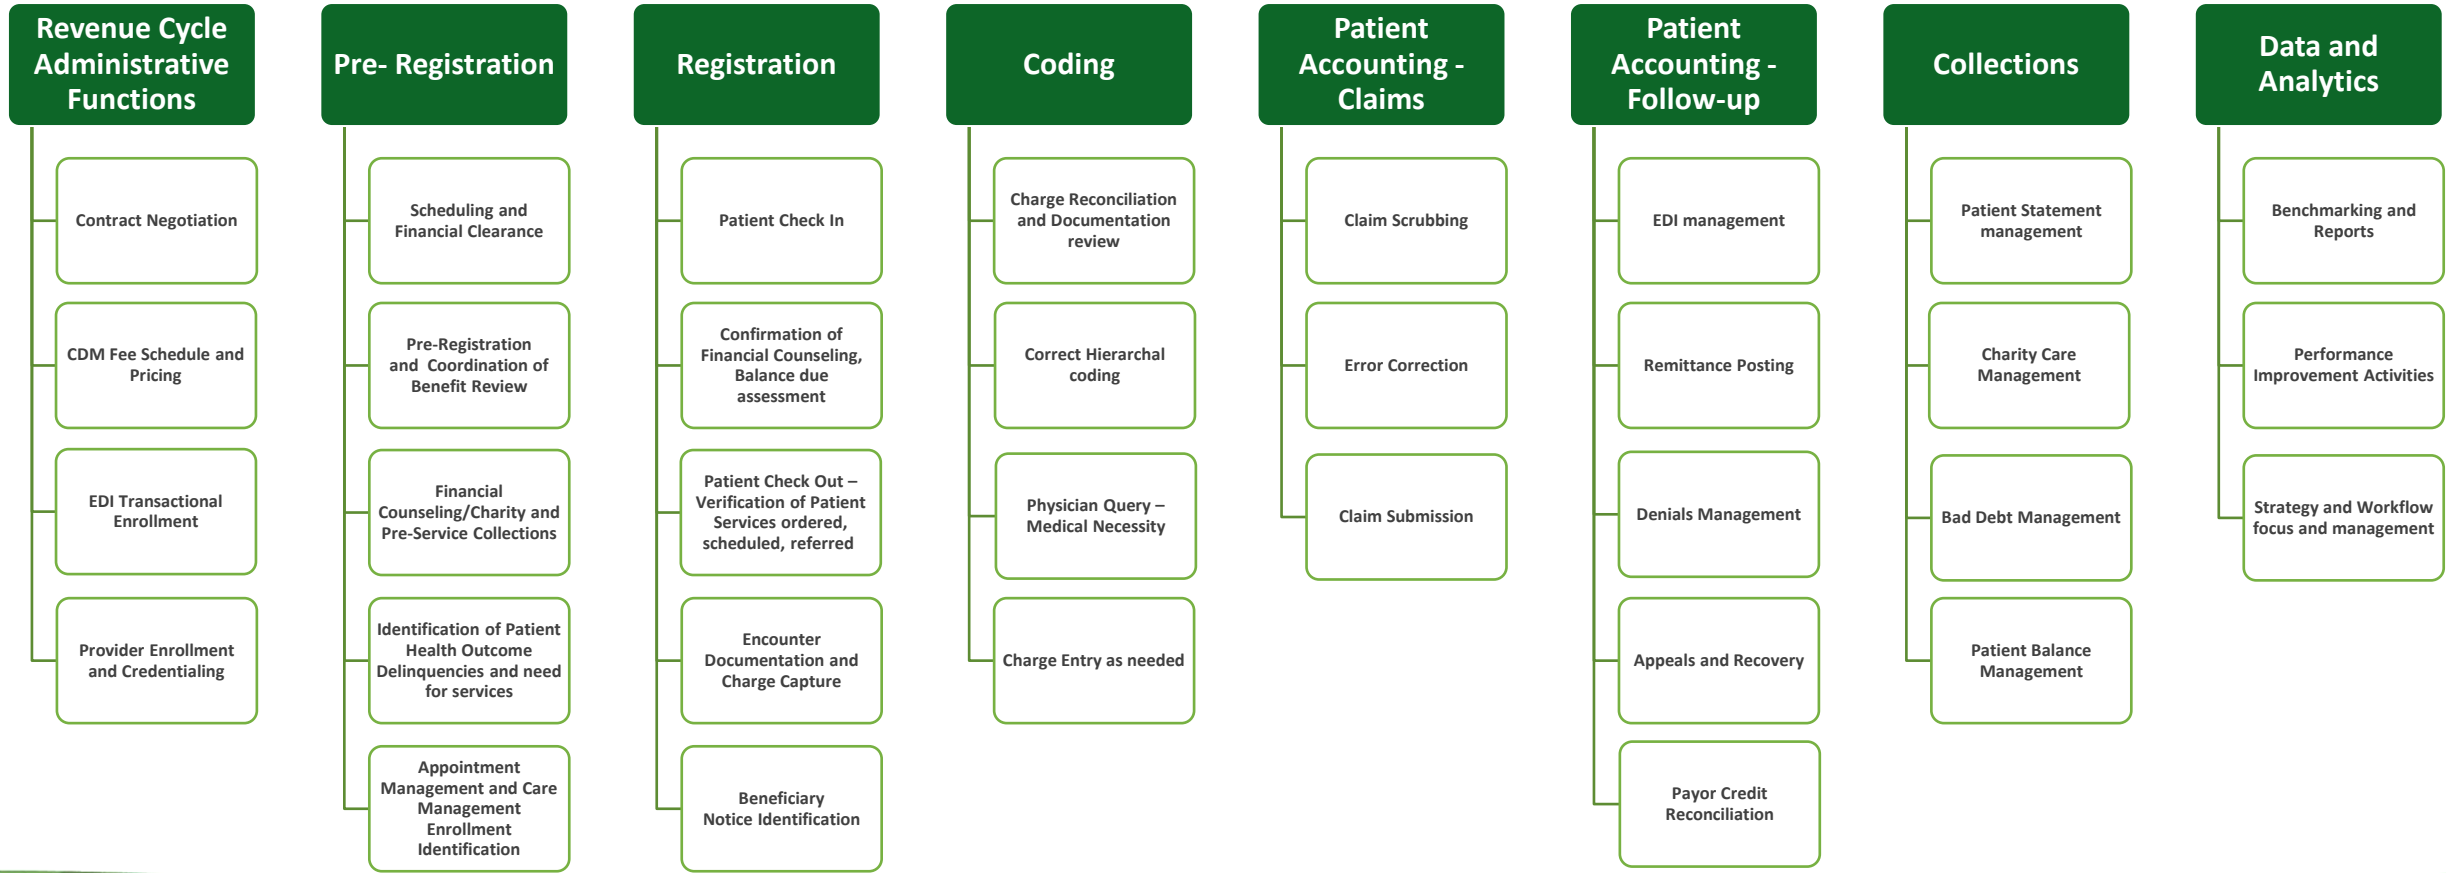 Revenue Cycle
Administrative
Functions
Contract Negotiation
CDM Fee Schedule and
Pricing
EDI Transactional
Enrollment
Provider Enrollment
and Credentialing
Pre- Registration
Scheduling and
Financial Clearance
Pre-Registration
and Coordination of
Benefit Review
Financial
Counseling/Charity and
Pre-Service Collections
Identification of Patient
Health Outcome
Delinquencies and need
for services
Appointment
Management and Care
Management
Enrollment
Identification
Registration
Patient Check In
Confirmation of
Financial Counseling,
Balance due
assessment
Patient Check Out –
Verification of Patient
Services ordered,
scheduled, referred
Encounter
Documentation and
Charge Capture
Beneficiary
Notice Identification
Coding
Charge Reconciliation
and Documentation
review
Correct Hierarchal
coding
Physician Query –
Medical Necessity
Charge Entry as needed
Patient
Accounting -
Claims
Claim Scrubbing
Error Correction
Claim Submission
Patient
Accounting -
Follow-up
EDI management
Remittance Posting
Denials Management
Appeals and Recovery
Payor Credit
Reconciliation
Collections
Patient Statement
management
Charity Care
Management
Bad Debt Management
Patient Balance
Management
Data and
Analytics
Benchmarking and
Reports
Performance
Improvement Activities
Strategy and Workflow
focus and management